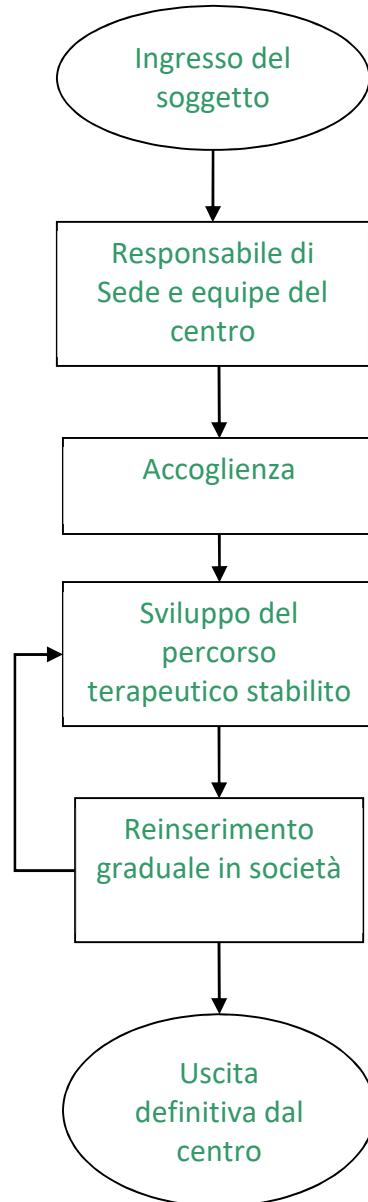 Ingresso del
soggetto
Responsabile di
Sede e equipe del
centro
Accoglienza
Sviluppo del
percorso
terapeutico stabilito
Reinserimento
graduale in società
Uscita
definitiva dal
centro